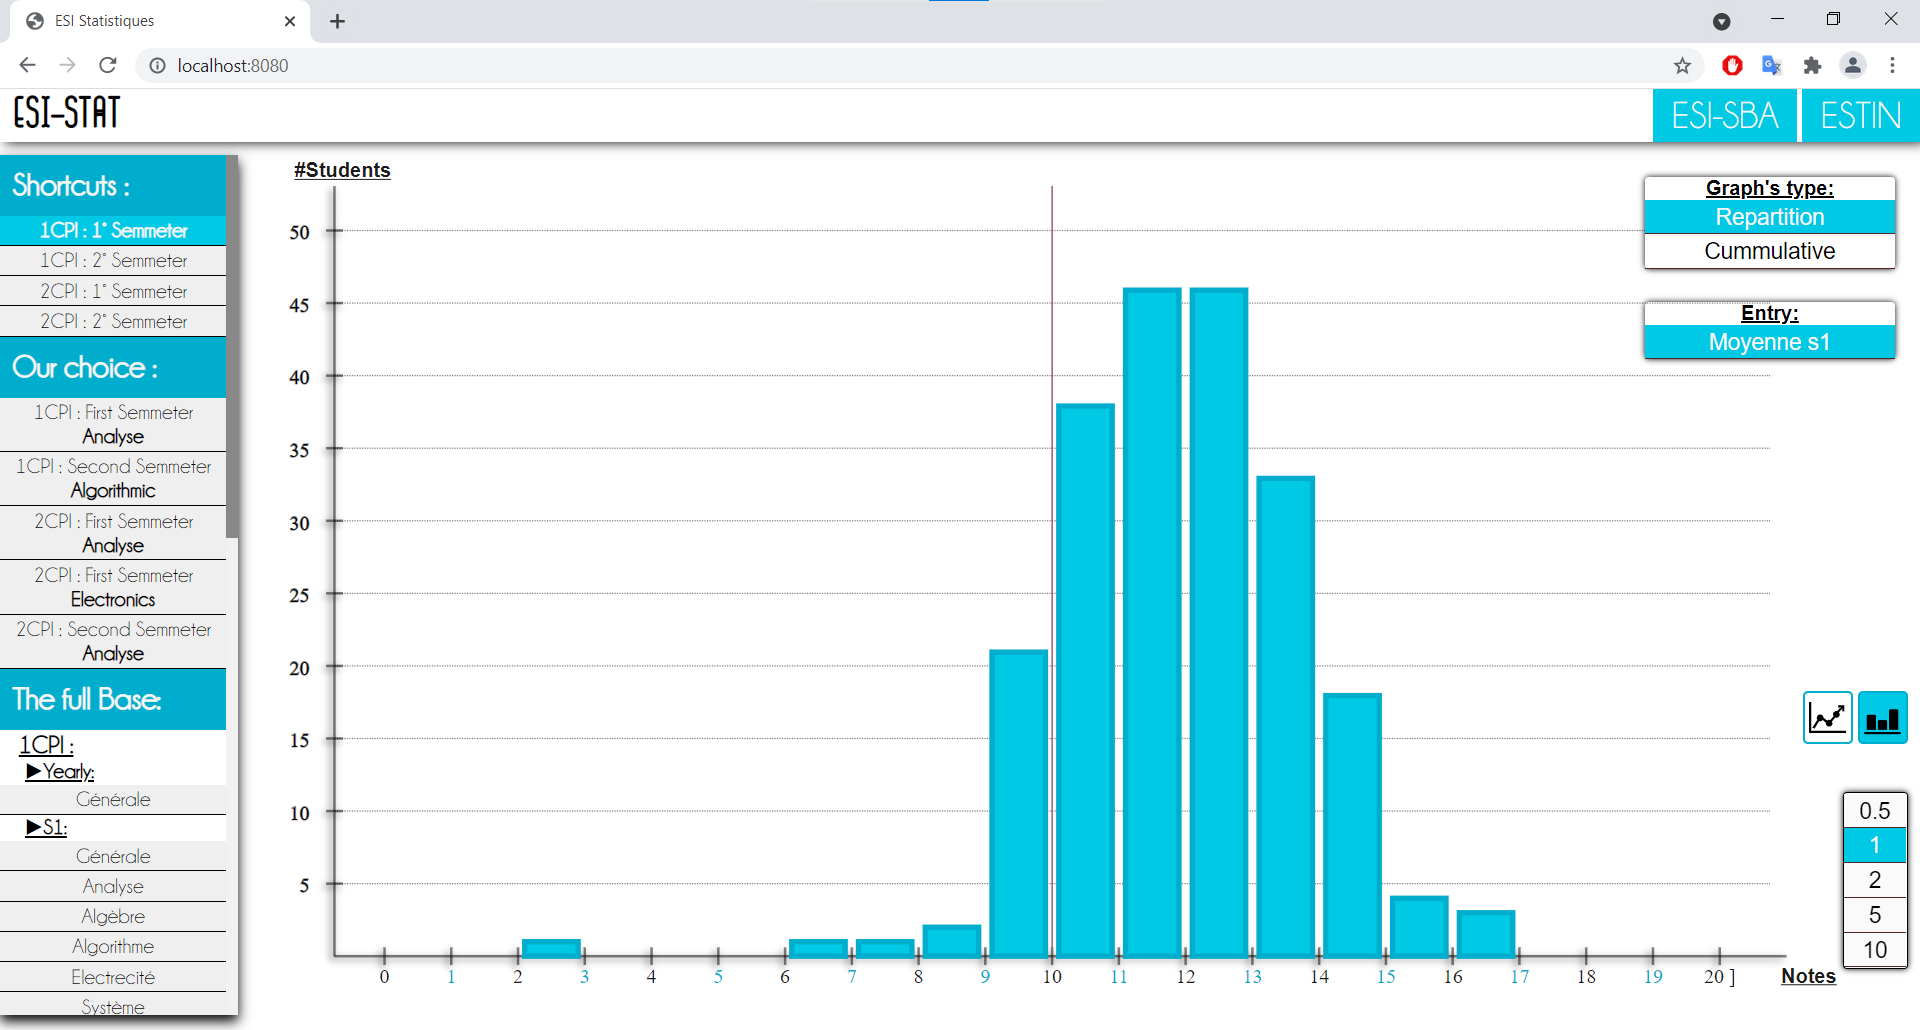 ESI Statistiques
localhost:8080
ESI-STAT
ESI-SBA
ESTIN
Shortcuts :
1CPI : 1° Semmeter
1CPI : 2° Semmeter
2CPI : 1° Semmeter
2CPI : 2° Semmeter
Our choice :
1CPI : First Semmeter
Analyse
1CPI : Second Semmeter
Algorithmic
2CPI : First Semmeter
Analyse
2CPI : First Semmeter
Electronics
2CPI : Second Semmeter
Analyse
The full Base:
1CPI :
►Yearly:
Générale
►S1:
Générale
Analyse
Algèbre
Algorithme
Electrecité
Système
#Students
50
45
40
35
30
25
20
15
10
5
0 1 2 3 4 5 6 7 8 9 10 11 12 13 14 15 16 17 18 19 20 ]
Notes
Graph's type:
Repartition
Cummulative
Entry:
Moyenne s1
0.5
1
2
5
10